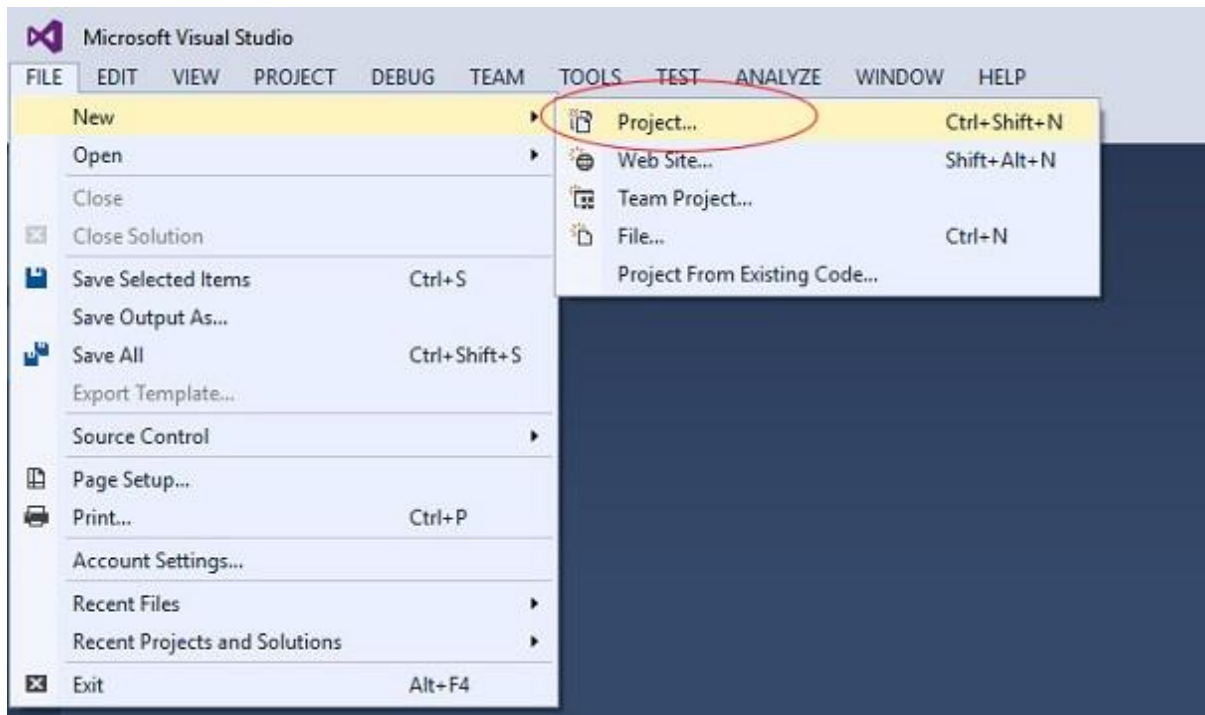 Microsoft Visual Studio
FILE EDIT VIEW PROJECT DEBUG TEAM TOOLS TEST ANALYZE WINDOW HELP
New
Open
Close
Close Solution
Save Selected Items Ctrl+S
Save Output As...
Save All Ctrl+Shift+S
Export Template...
Source Control
Page Setup...
Print... Ctrl+P
Account Settings...
Recent Files
Recent Projects and Solutions
Exit Alt+F4
Project... Ctrl+Shift+N
Web Site... Shift+Alt+N
Team Project...
File... Ctrl+N
Project From Existing Code...